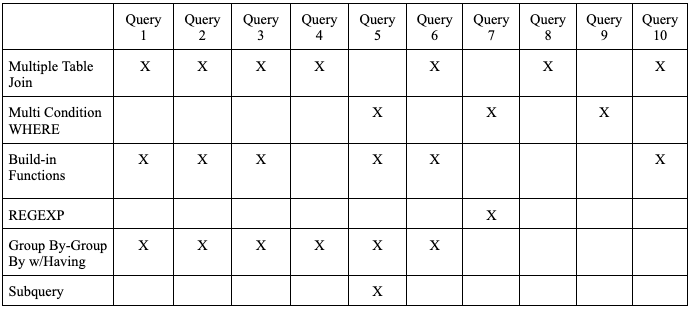 Query 1 Query 2 Query 3 Query 4 Query 5 Query 6 Query 7 Query 8 Query 9 Query 10
Multiple Table X X X X X X X
Join
Multi Condition X X X
WHERE
Build-in X X X X X X
Functions
REGEXP X
Group By-Group X X X X X X
By w/Having
Subquery X